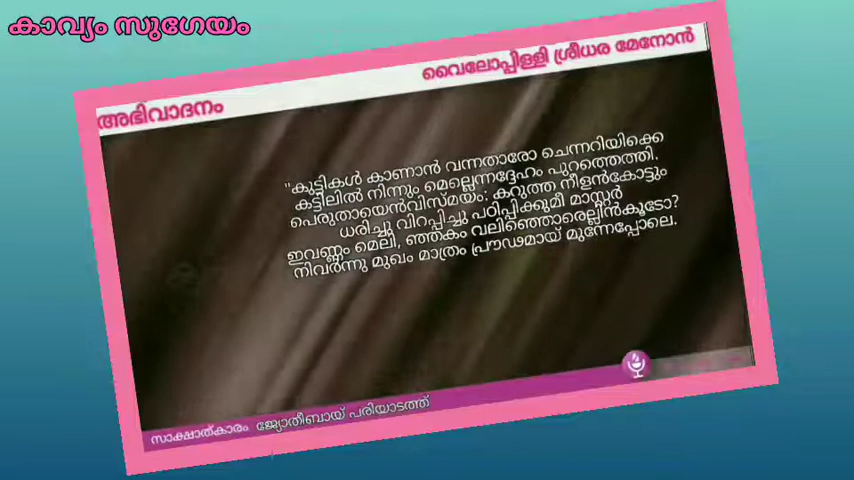 കാവ്യം സുഗേയം
അഭിവാദനം
വൈലോപ്പിള്ളി ശ്രീധര മേനോൻ
"കുട്ടികൾ കാണാൻ വന്നതാരോ ചെന്നറിയിക്കെ
കട്ടിലിൽ നിന്നും മെല്ലെന്നദ്ദേഹം പുറത്തെത്തി.
പെരുതായെൻവിസ്മയം: കറുത്ത നീളൻകോട്ടും
ധരിച്ചു വിറപ്പിച്ചു പഠിപ്പിക്കുമീ മാസ്റ്റർ
ഇവണ്ണം മെലി, ഞ്ഞകം വലിഞ്ഞൊരെല്ലിൻകൂടോ?
നിവർന്നു മുഖം മാത്രം പ്രൗഢമായ് മുന്നേപ്പോലെ.
സാക്ഷാത്കാരം ജ്യോതീബായ് പരിയാടത്ത്